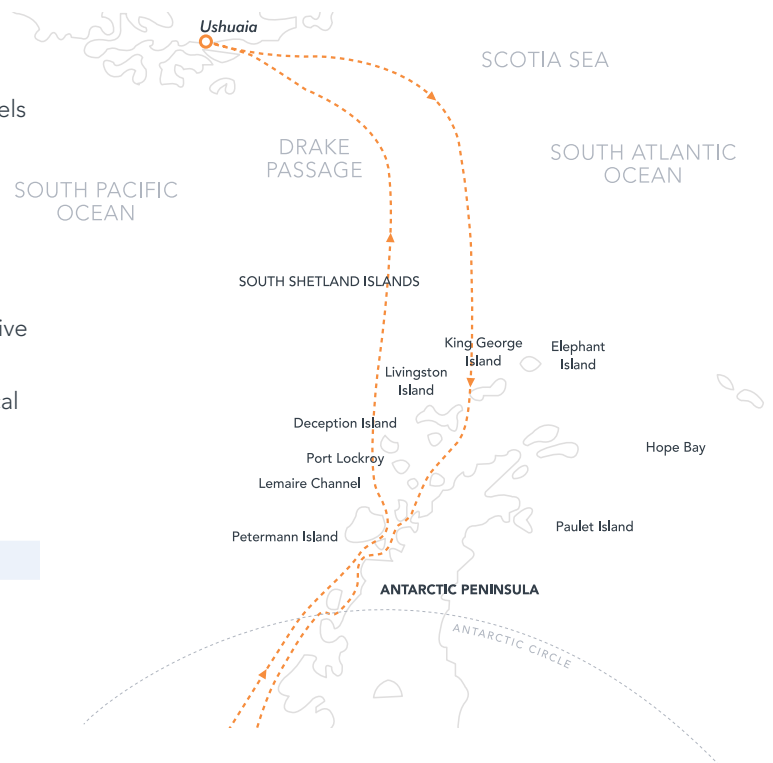 Ushuaia
SCOTIA SEA
els
DRAKE
PASSAGE
SOUTH ATLANTIC
OCEAN
SOUTH PACIFIC
OCEAN
SOUTH SHETLAND ISLANDS
ive
King George
Island
Elephant
Island
Livingston
Island
al
Deception Island
Hope Bay
Port Lockroy
Lemaire Channel
Paulet Island
Petermann Island
ANTARCTIC PENINSULA
ANTARCTIC CIRCLE